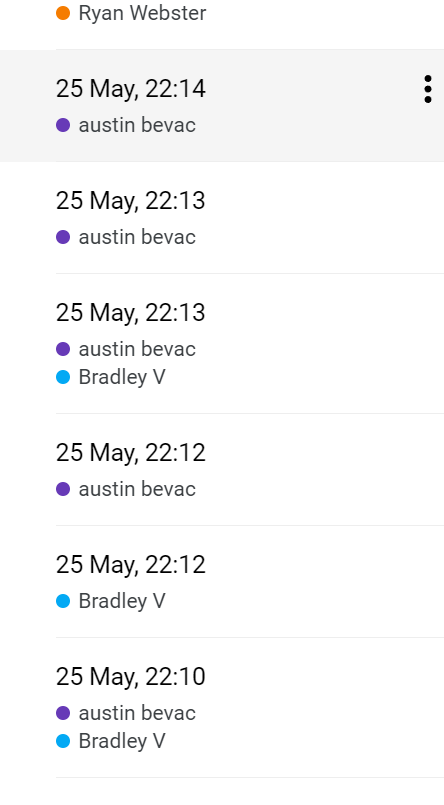 Ryan Webster
25 May, 22:14
austin bevac
25 May, 22:13
austin bevac
25 May, 22:13
austin bevac
Bradley V
25 May, 22:12
austin bevac
25 May, 22:12
Bradley V
25 May, 22:10
austin bevac
Bradley V